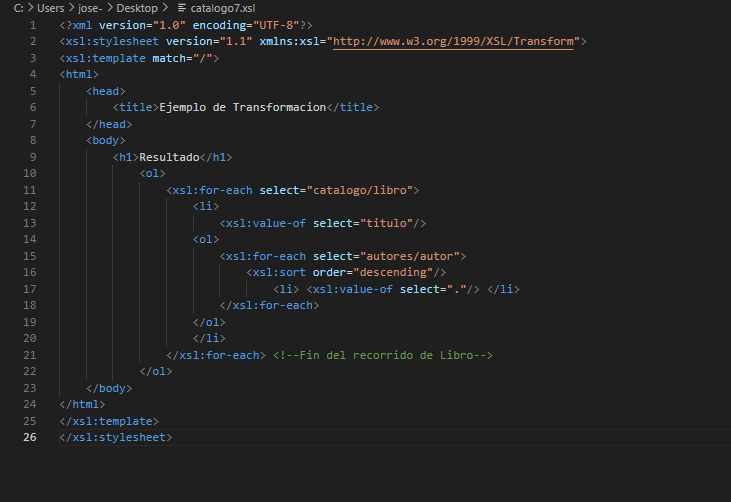 C: > Users > jose- > Desktop > catalogo7.xsl
1 <?xml version="1.0" encoding="UTF-8"?>
2 <xsl:stylesheet version="1.1" xmlns:xsl="http://www.w3.org/1999/XSL/Transform">
3 <xsl:template match="/">
4 <html>
5 <head>
6 <title>Ejemplo de Transformacion</title>
7 </head>
8 <body>
9 <h1>Resultado</h1>
10 <ol>
11 <xsl:for-each select="catalogo/libro">
12 <li>
13 <xsl:value-of select="titulo"/>
14 <ol>
15 <xsl:for-each select="autores/autor">
16 <xsl:sort order="descending"/>
17 <li> <xsl:value-of select="."/> </li>
18 </xsl:for-each>
19 </ol>
20 </li>
21 </xsl:for-each> <!--Fin del recorrido de Libro-->
22 </ol>
23 </body>
24 </html>
25 </xsl:template>
26 </xsl:stylesheet>